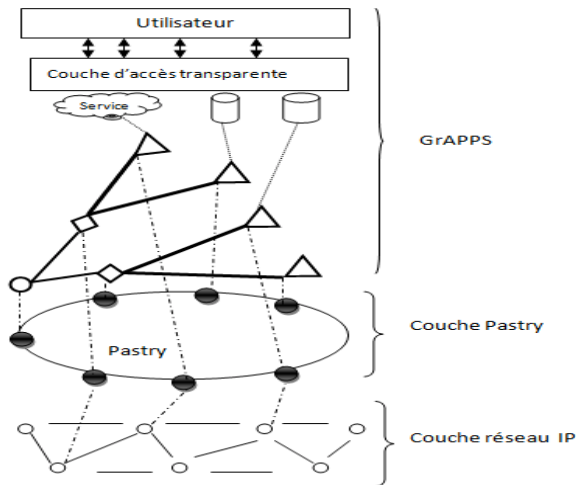 Utilisateur
Couche d'accès transparente
Service
GrAPPS
Couche Pastry
Pastry
Couche réseau IP